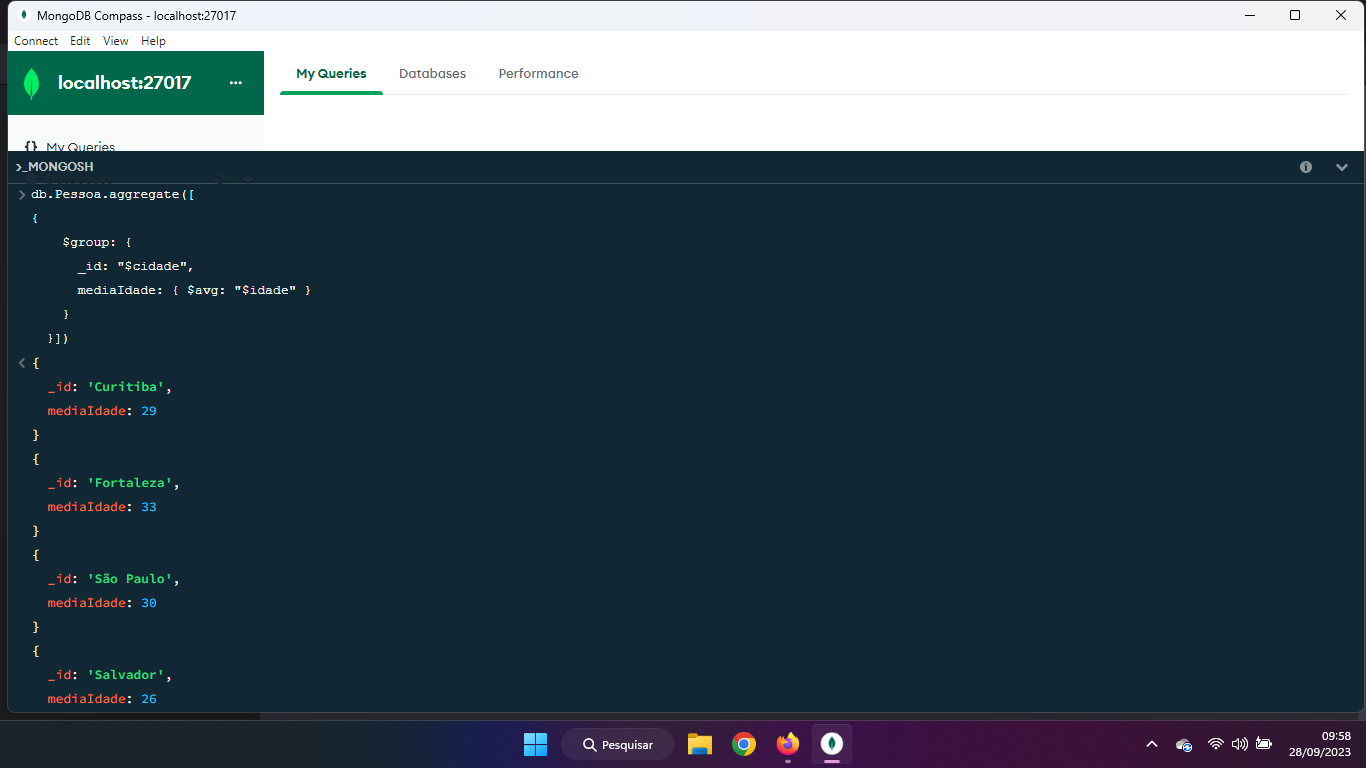 MongoDB Compass - localhost:27017
Connect Edit View Help
localhost:27017 ...
My Queries Databases Performance
{} My Queries
>_MONGOSH
> db.Pessoa.aggregate([
{
$group: {
_id: "$cidade",
mediaIdade: { $avg: "$idade" }
}
}])
< {
_id: 'Curitiba',
mediaIdade: 29
}
{
_id: 'Fortaleza',
mediaIdade: 33
}
{
_id: 'São Paulo',
mediaIdade: 30
}
{
_id: 'Salvador',
mediaIdade: 26
Pesquisar
09:58
28/09/2023